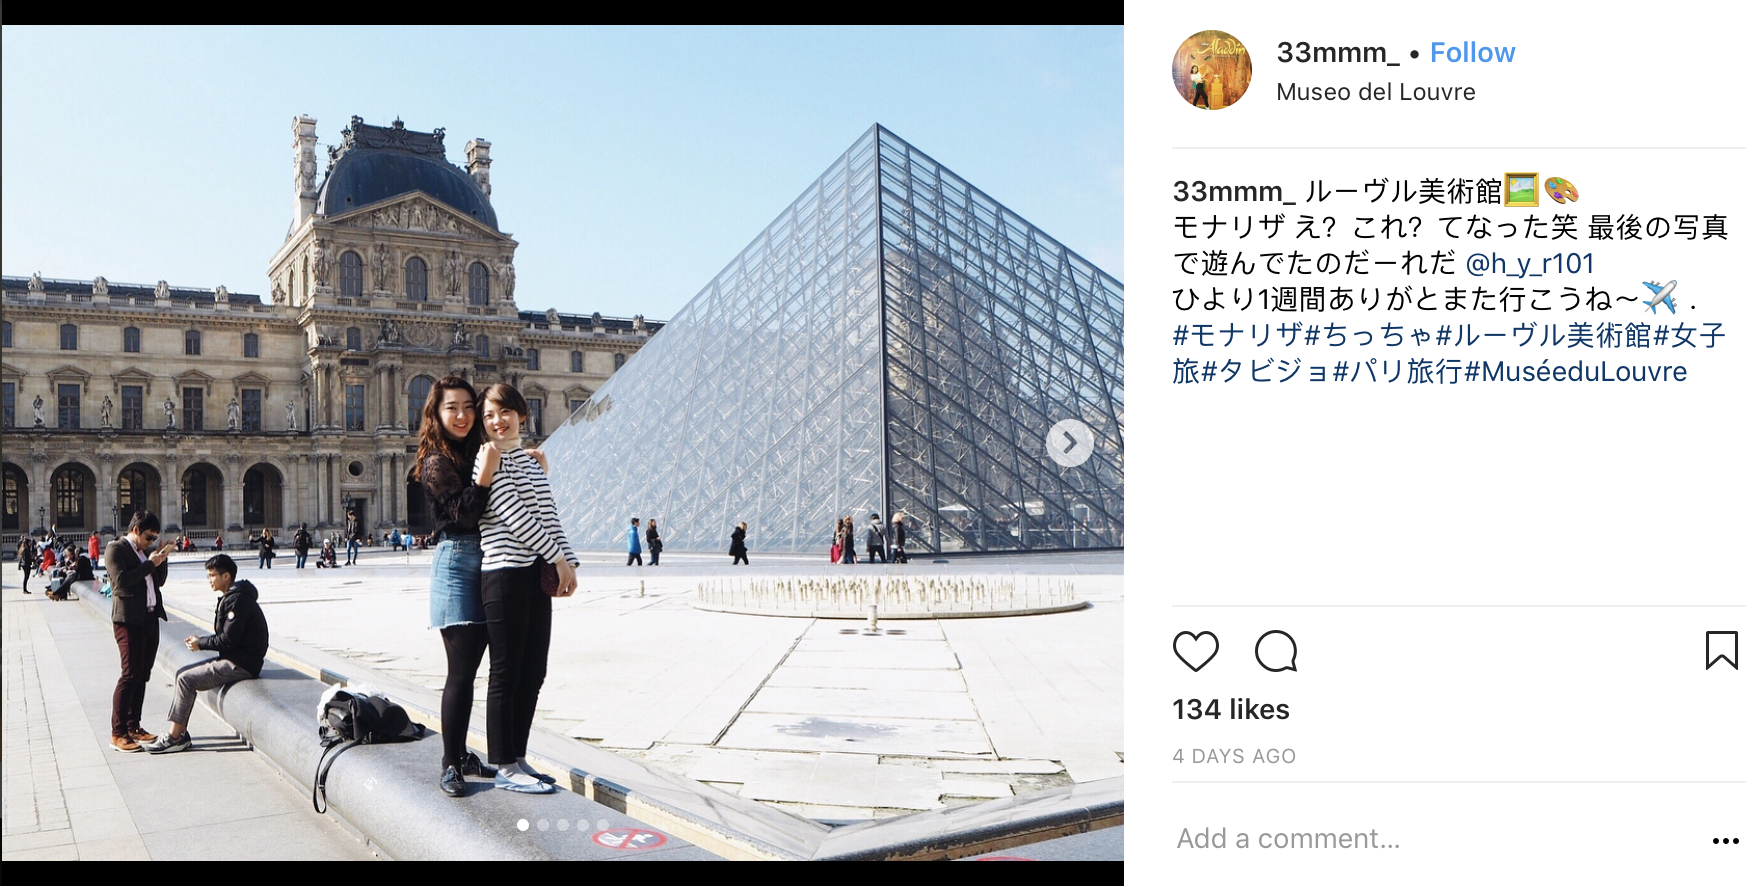 33mmm_ • Follow
Museo del Louvre
33mmm_ ルーヴル美術館🖼🎨
モナリザ え？これ？てなった笑 最後の写真
で遊んでたのだーれだ @h_y_r101
ひより1週間ありがとまた行こうね〜✈️ .
#モナリザ#ちっちゃ#ルーヴル美術館#女子
旅#タビジョ#パリ旅行#MuséeduLouvre
134 likes
4 DAYS AGO
Add a comment...
Aladdin